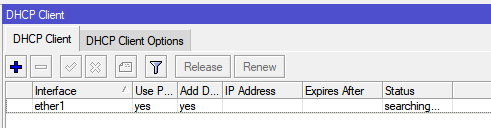 DHCP Client
DHCP Client DHCP Client Options
Release Renew
Interface Use P... Add D... IP Address Expires After Status
ether1 yes yes searching...